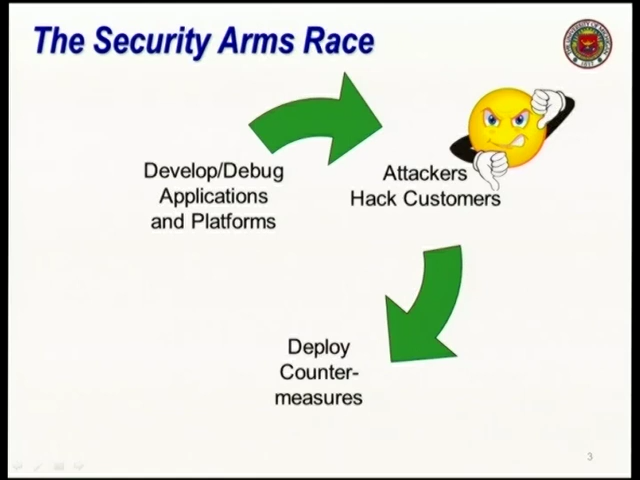 The Security Arms Race
Develop/Debug
Applications
and Platforms
Attackers
Hack Customers
Deploy
Counter-
measures
3